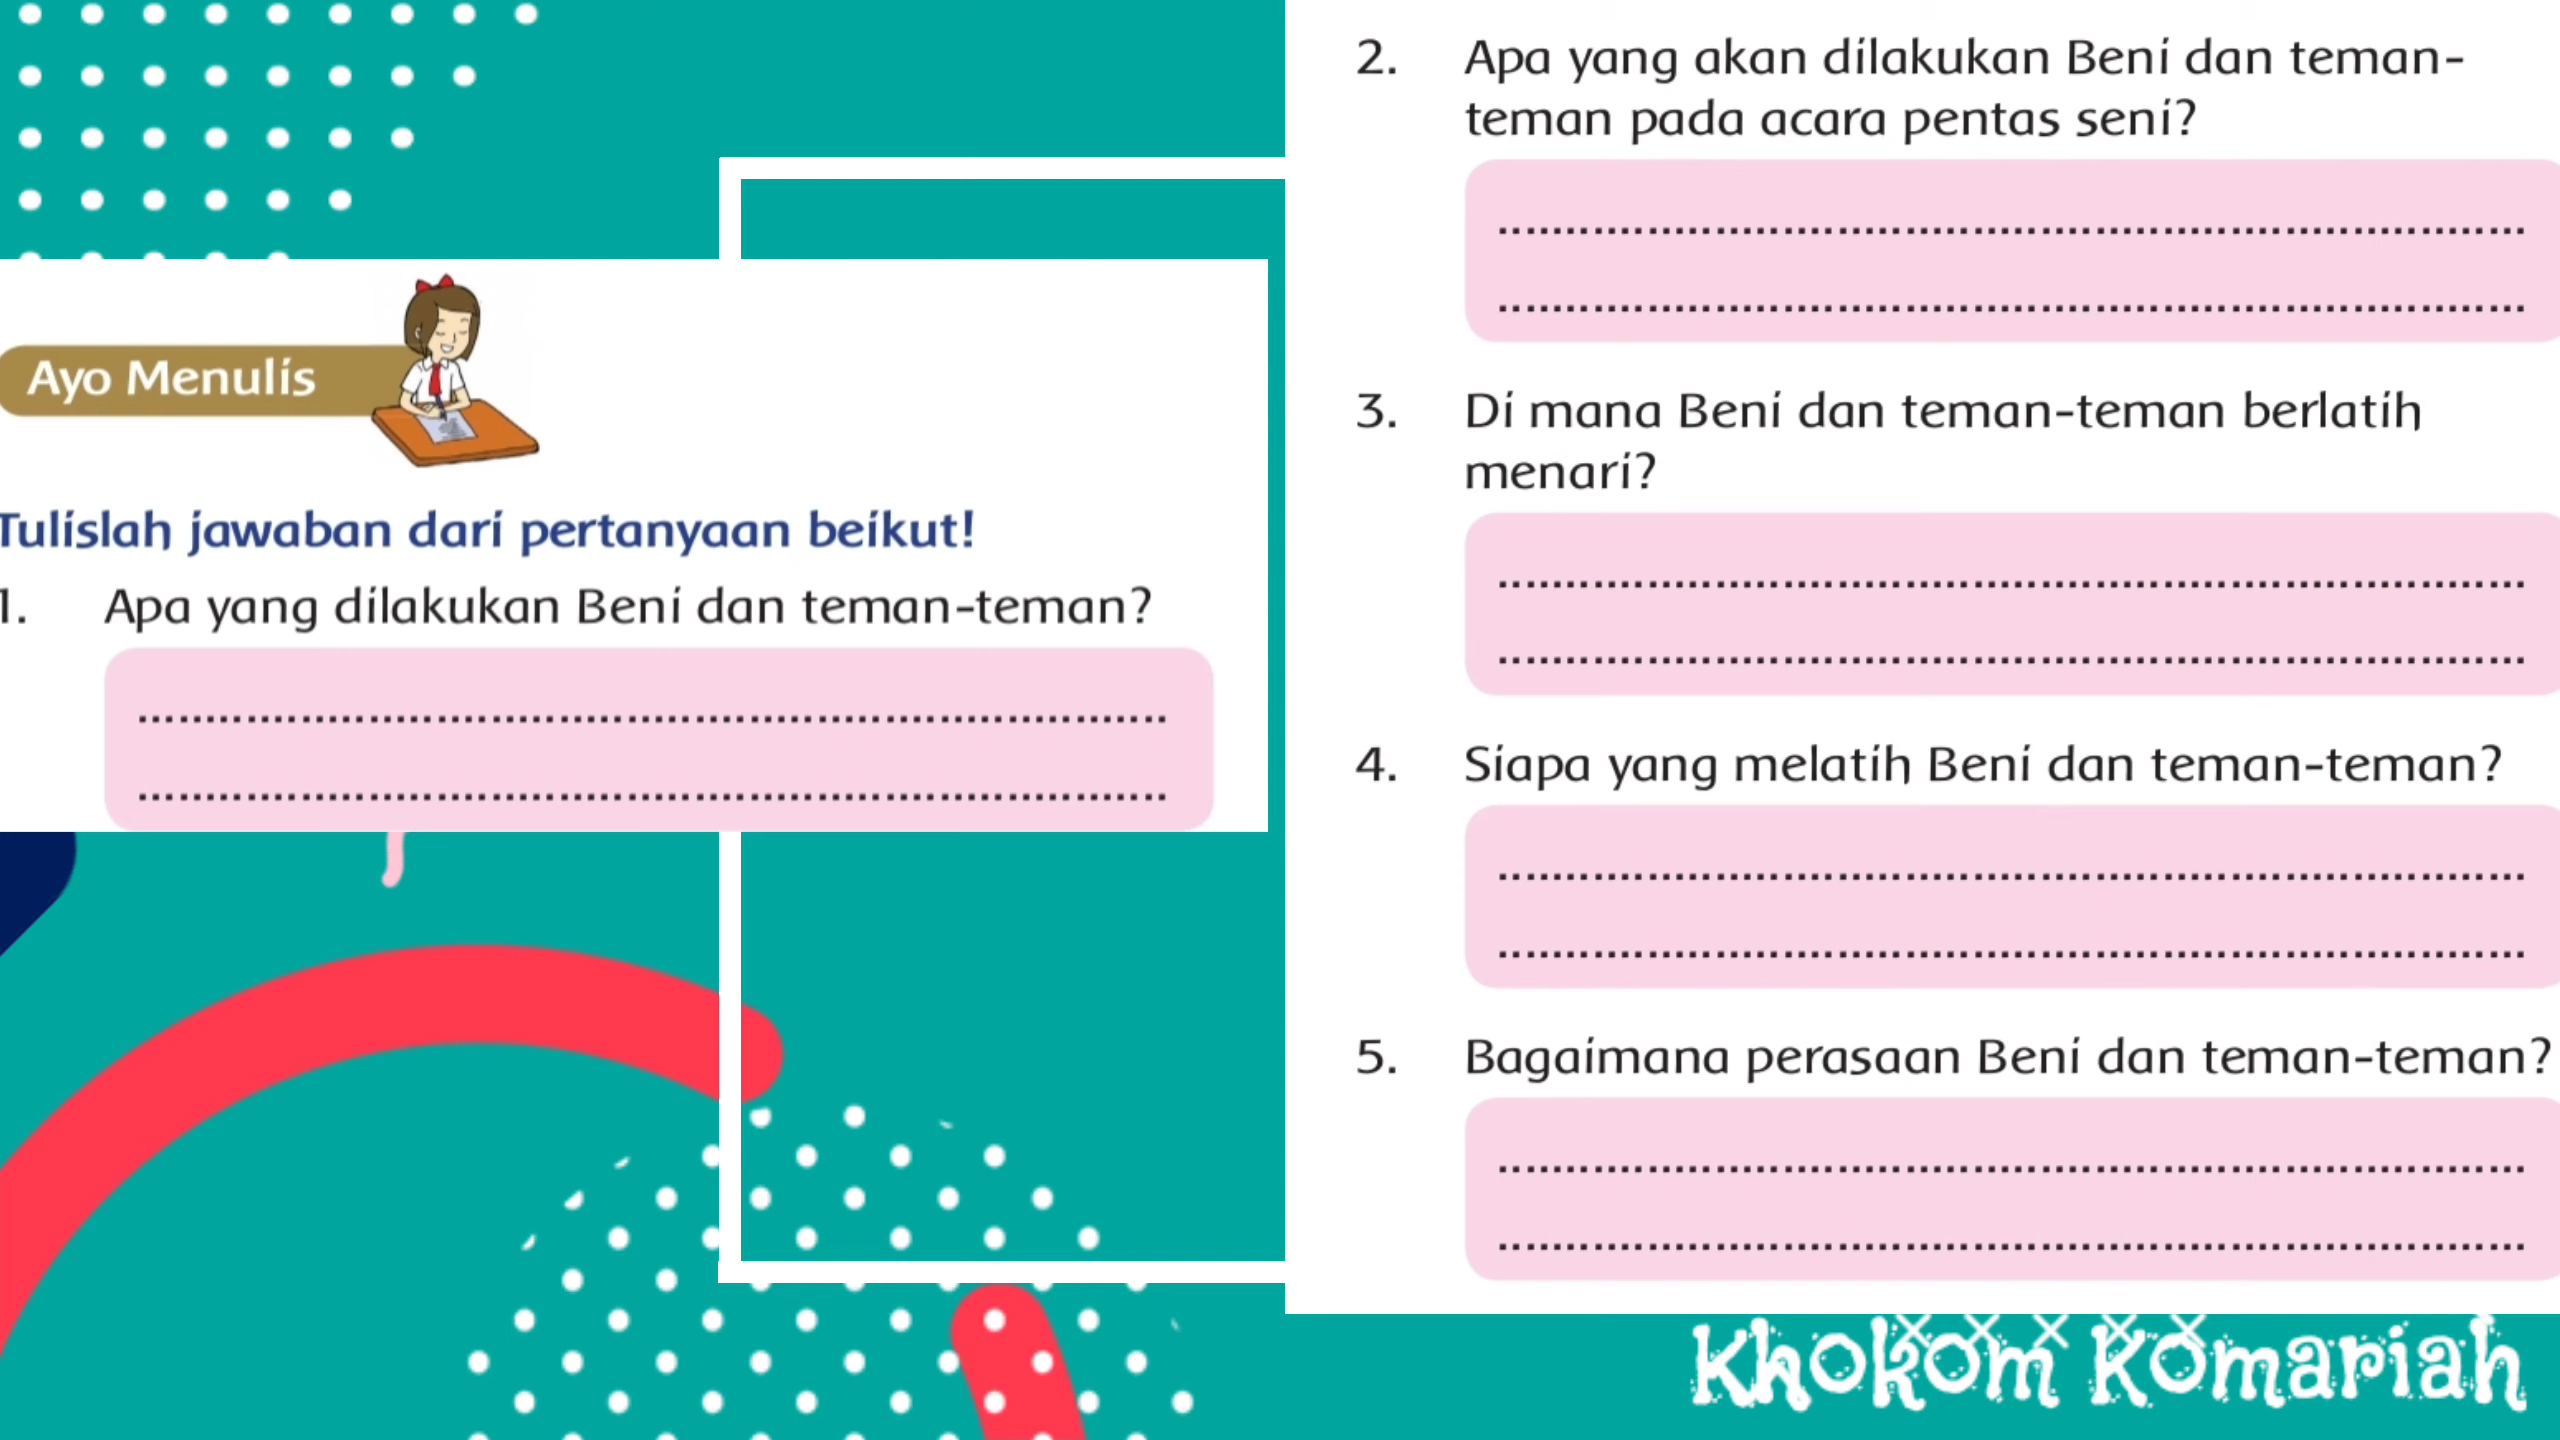 Ayo Menulis
Tulislah jawaban dari pertanyaan beikut!
1. Apa yang dilakukan Beni dan teman-teman?
2. Apa yang akan dilakukan Beni dan teman-
teman pada acara pentas seni?
3. Di mana Beni dan teman-teman berlatih
menari?
4. Siapa yang melatih Beni dan teman-teman?
5. Bagaimana perasaan Beni dan teman-teman?
Khokom Komariah